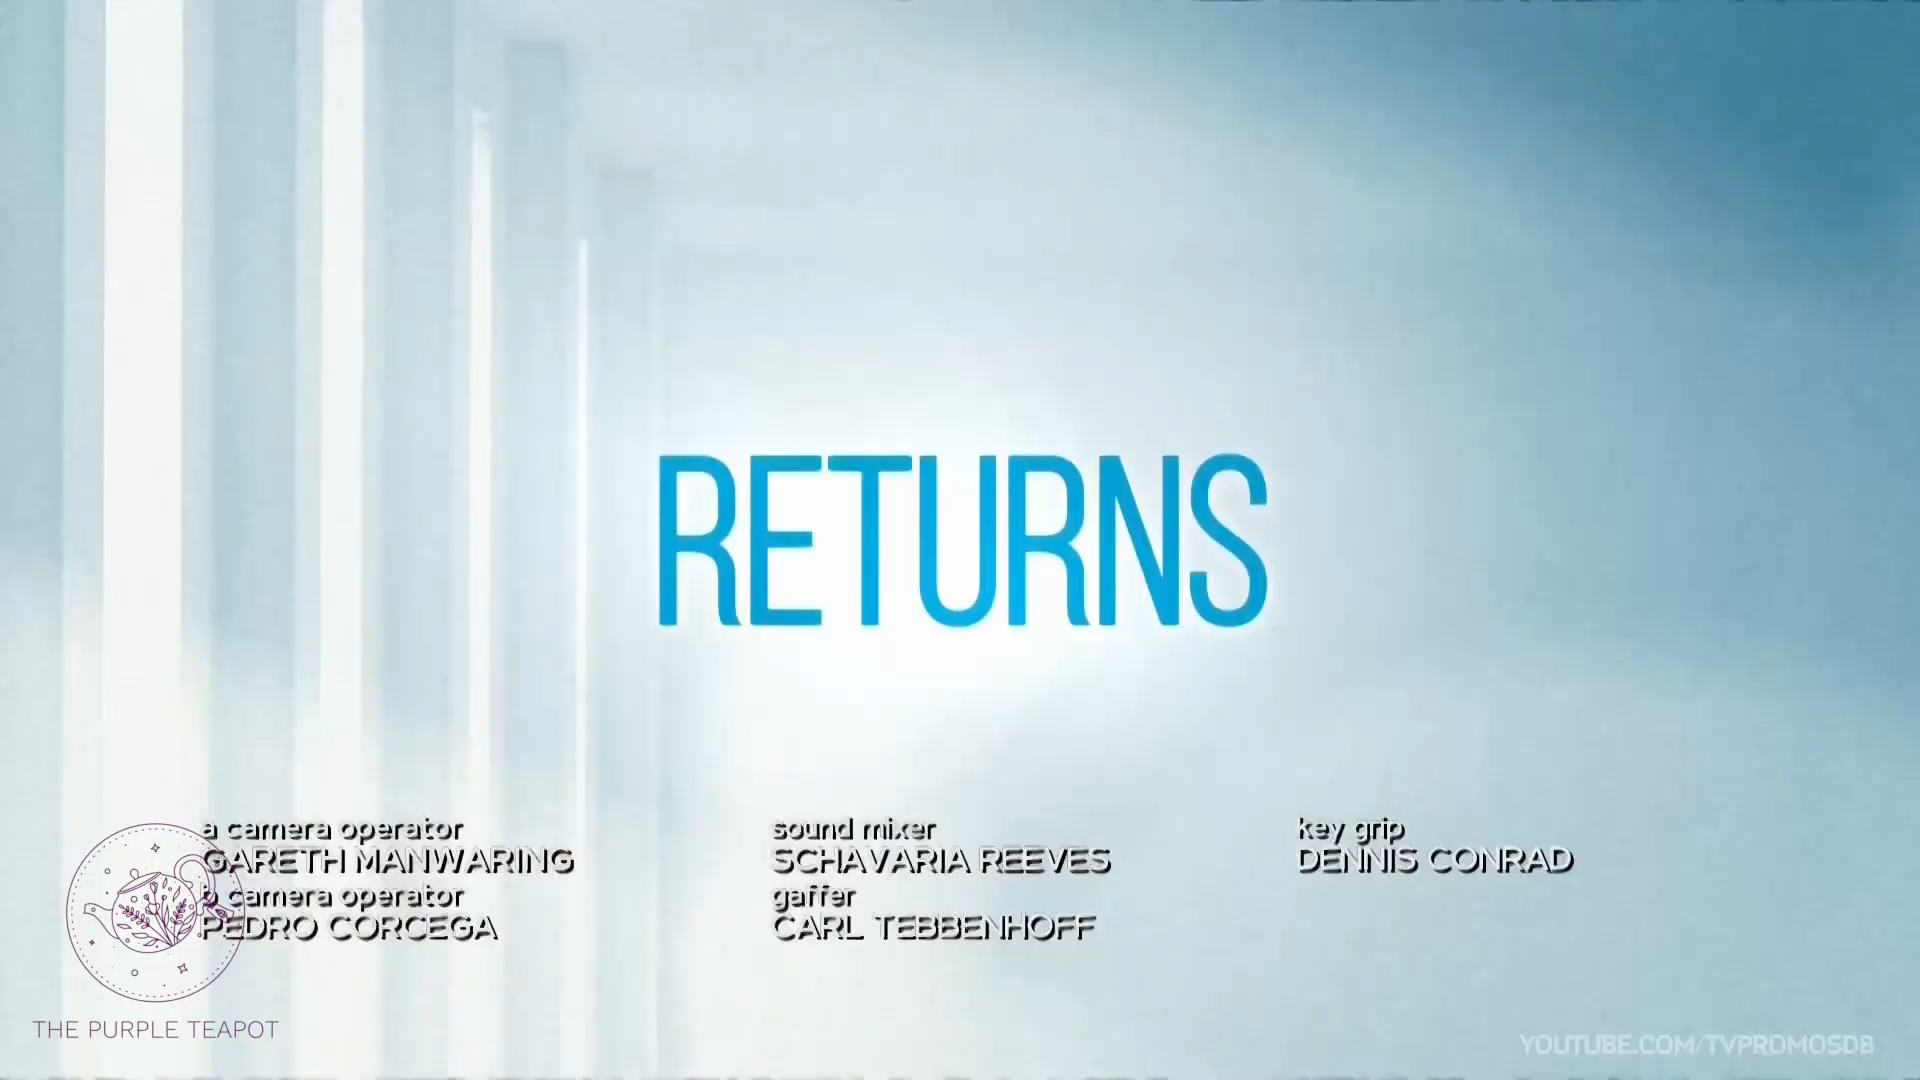 RETURNS
a camera operator
GARETH MANWARING
b camera operator
PEDRO CORCEGA
sound mixer
SCHAVARIA REEVES
gaffer
CARL TEBBENHOFF
key grip
DENNIS CONRAD
THE PURPLE TEAPOT
YOUTUBE.COM/TVPROMOSDB